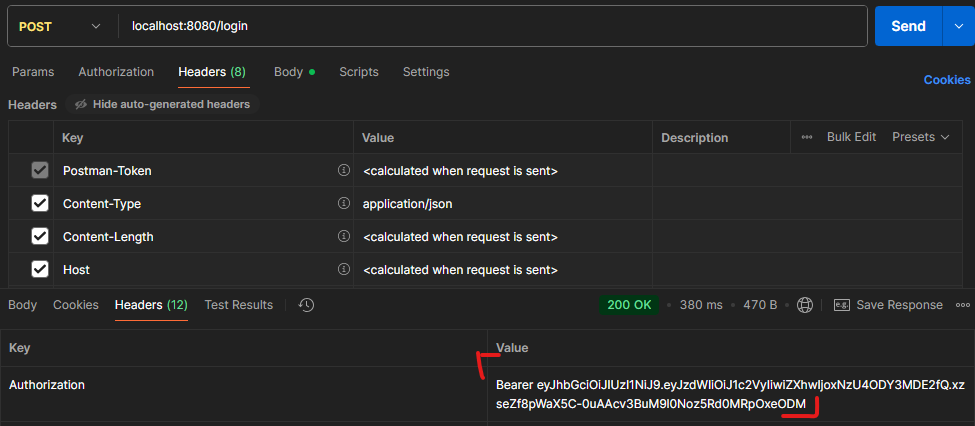 POST localhost:8080/login Send
Params Authorization Headers (8) Body Scripts Settings Cookies
Headers Hide auto-generated headers
Key Value Description ••• Bulk Edit Presets
Postman-Token <calculated when request is sent>
Content-Type application/json
Content-Length <calculated when request is sent>
Host <calculated when request is sent>
Body Cookies Headers (12) Test Results 200 OK • 380 ms • 470 B • e.g. Save Response •••
Key Value
Authorization Bearer eyJhbGciOiJIUzI1NiJ9.eyJzdWIiOiJ1c2VyIiwiZXhwIjoxNzU4ODY3MDE2fQ.xz
seZf8pWaX5C-0uAAcv3BuM9l0Noz5Rd0MRpOxeODM